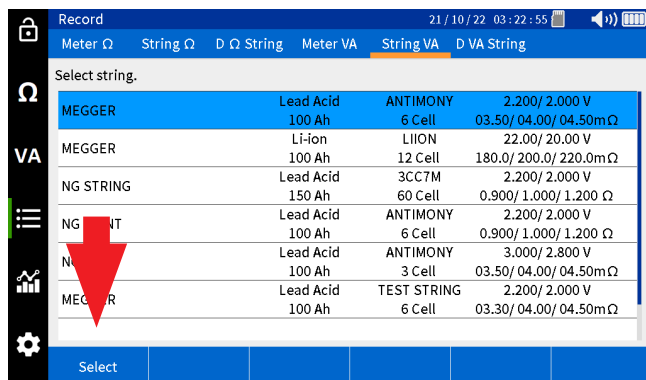 Record 21/10/22 03:22:55
Meter Ω String Ω D Ω String Meter VA String VA D VA String
Select string.
Ω
VA
MEGGER Lead Acid ANTIMONY 2.200/ 2.000 V
100 Ah 6 Cell 03.50/ 04.00/ 04.50mΩ
MEGGER Li-ion LIION 22.00/ 20.00 V
100 Ah 12 Cell 180.0/ 200.0/ 220.0mΩ
NG STRING Lead Acid 3CC7M 2.200/ 2.000 V
150 Ah 60 Cell 0.900/ 1.000/ 1.200 Ω
NG Lead Acid ANTIMONY 2.200/ 2.000 V
100 Ah 6 Cell 0.900/ 1.000/ 1.200 Ω
Lead Acid ANTIMONY 3.000/ 2.800 V
100 Ah 3 Cell 03.50/ 04.00/ 04.50mΩ
Lead Acid TEST STRING 2.200/ 2.000 V
100 Ah 6 Cell 03.30/ 04.00/ 04.50mΩ
Select